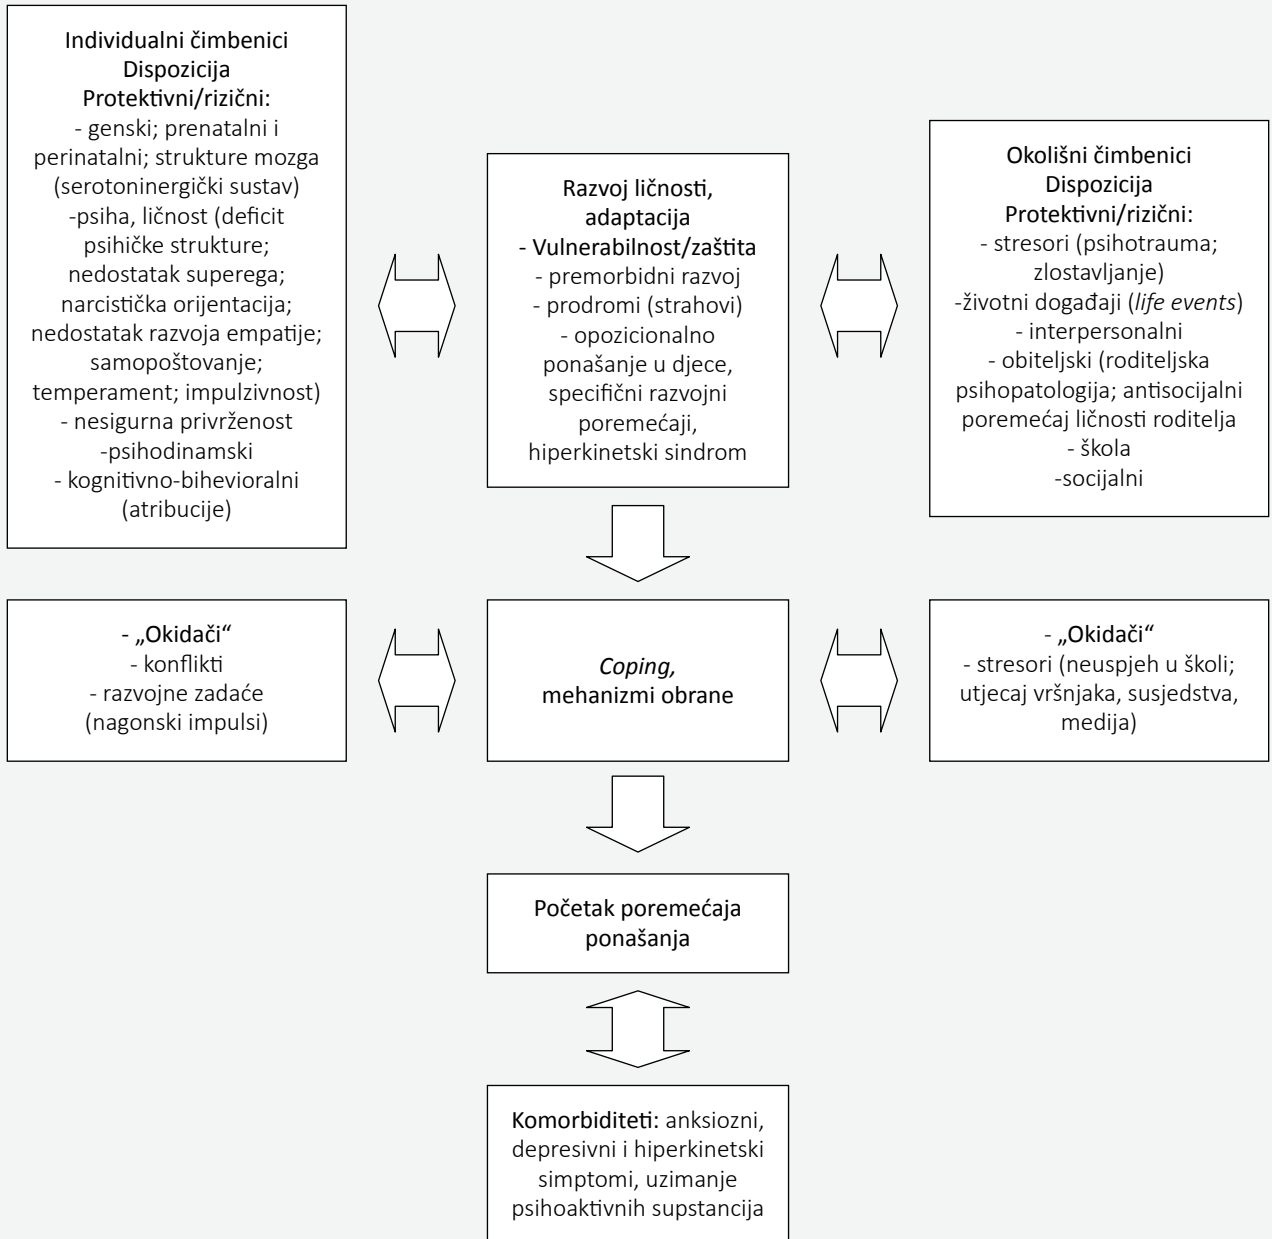 Individualni čimbenici
Dispozicija
Protektivni/rizični:
- genski; prenatalni i
perinatalni; strukture mozga
(serotoninergički sustav)
-psiha, ličnost (deficit
psihičke strukture;
nedostatak superega;
narcistička orijentacija;
nedostatak razvoja empatije;
samopoštovanje;
temperament; impulzivnost)
- nesigurna privrženost
-psihodinamski
- kognitivno-bihevioralni
(atribucije)
Razvoj ličnosti,
adaptacija
- Vulnerabilnost/zaštita
- premorbidni razvoj
- prodromi (strahovi)
- opozicionalno
ponašanje u djece,
specifični razvojni
poremećaji,
hiperkinetski sindrom
Okolišni čimbenici
Dispozicija
Protektivni/rizični:
- stresori (psihotrauma;
zlostavljanje)
-životni događaji (life events)
- interpersonalni
- obiteljski (roditeljska
psihopatologija; antisocijalni
poremećaj ličnosti roditelja
- škola
-socijalni
- „Okidači“
- konflikti
- razvojne zadaće
(nagonski impulsi)
Coping,
mehanizmi obrane
- „Okidači“
- stresori (neuspjeh u školi;
utjecaj vršnjaka, susjedstva,
medija)
Početak poremećaja
ponašanja
Komorbiditeti: anksiozni,
depresivni i hiperkinetski
simptomi, uzimanje
psihoaktivnih supstancija